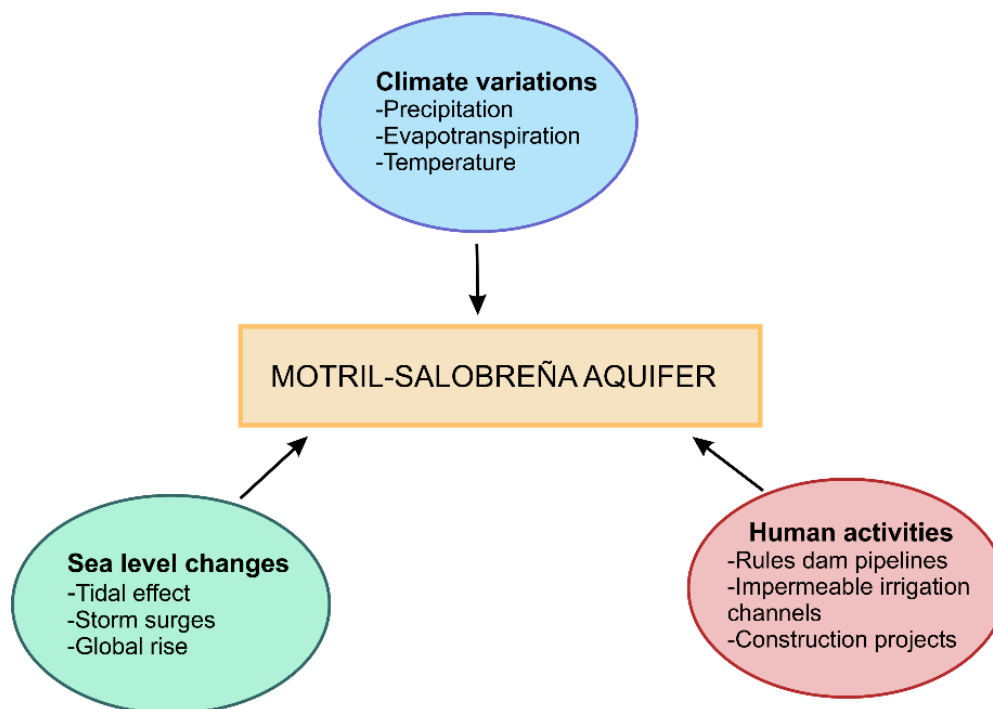 Climate variations
-Precipitation
-Evapotranspiration
-Temperature
MOTRIL-SALOBREÑA AQUIFER
Sea level changes
-Tidal effect
-Storm surges
-Global rise
Human activities
-Rules dam pipelines
-Impermeable irrigation
channels
-Construction projects